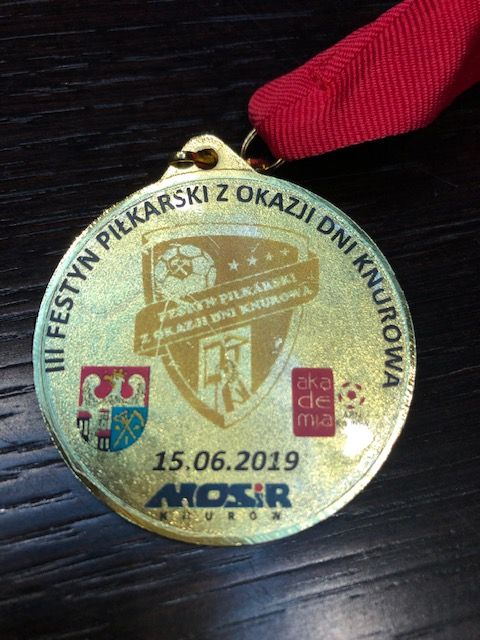 III FESTYN PIŁKARSKI Z OKAZJI DNI KNUROWA
FESTYN PIŁKARSKI
Z OKAZJI DNI KNUROWA
aka
de
mia
15.06.2019
MOSiR
KNURÓW